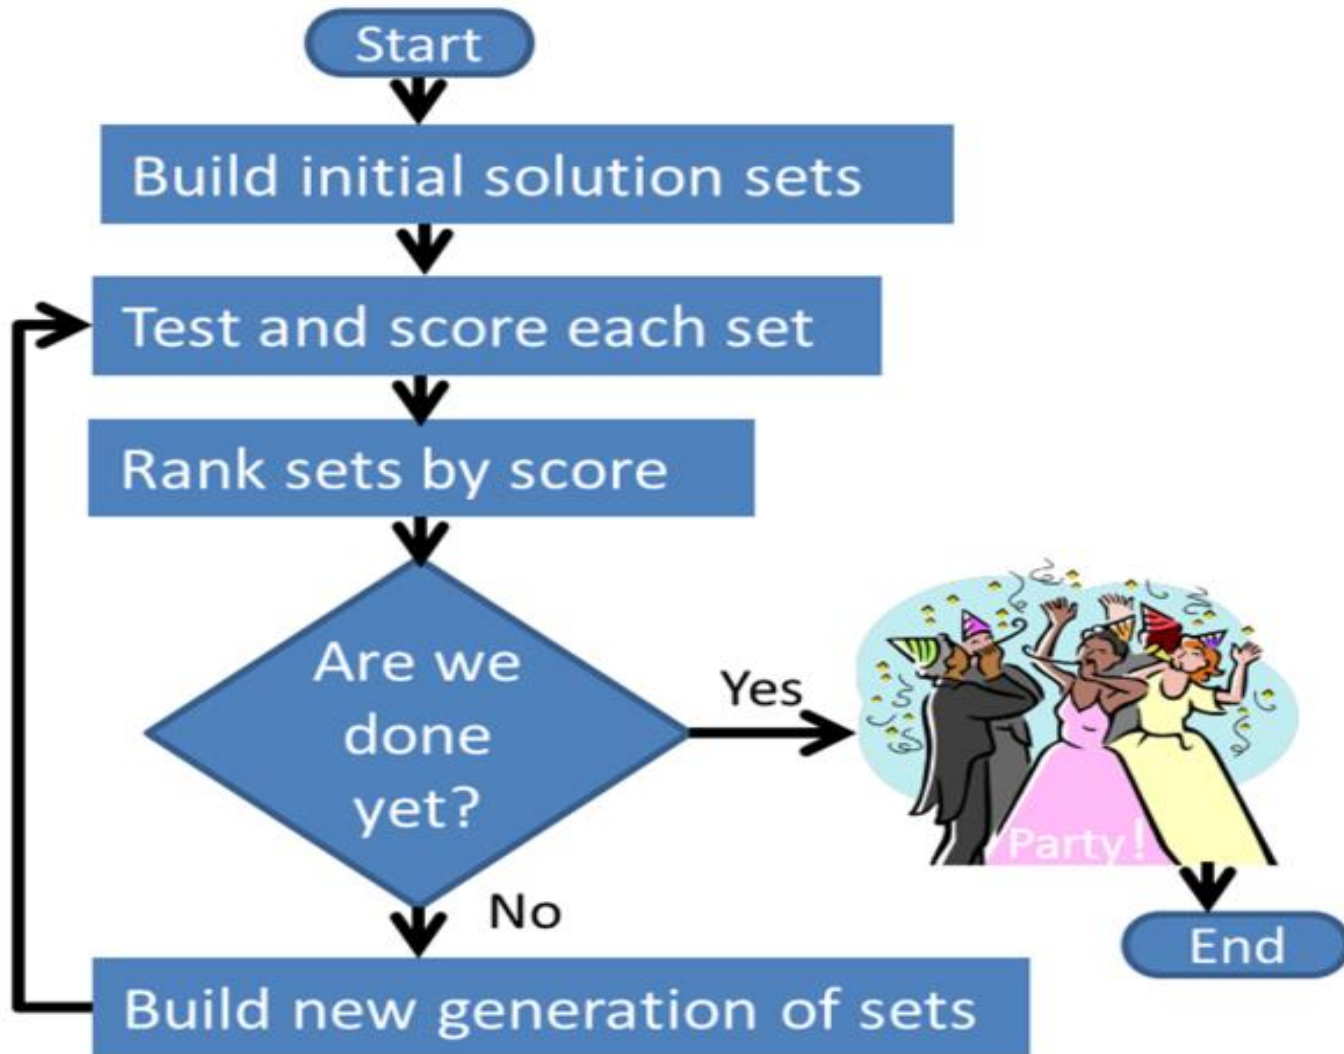 Start
Build initial solution sets
Test and score each set
Rank sets by score
Are we
done
yet?
Yes
Party!
No
End
Build new generation of sets